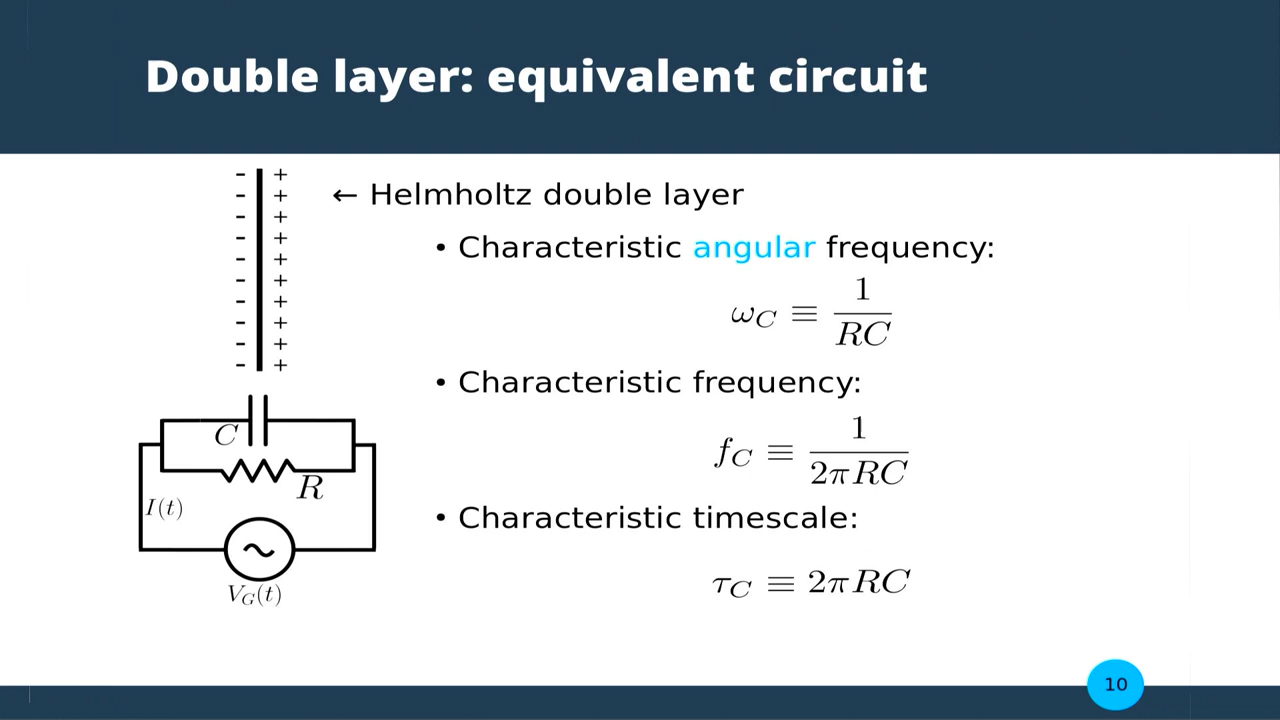 Double layer: equivalent circuit
- +
- +
- +
- +
- +
- +
- +
- +
- +
- +
← Helmholtz double layer
• Characteristic angular frequency:
ω_C ≡ 1/RC
• Characteristic frequency:
f_C ≡ 1/2πRC
• Characteristic timescale:
τ_C ≡ 2πRC
C
R
I(t)
V_G(t)
10